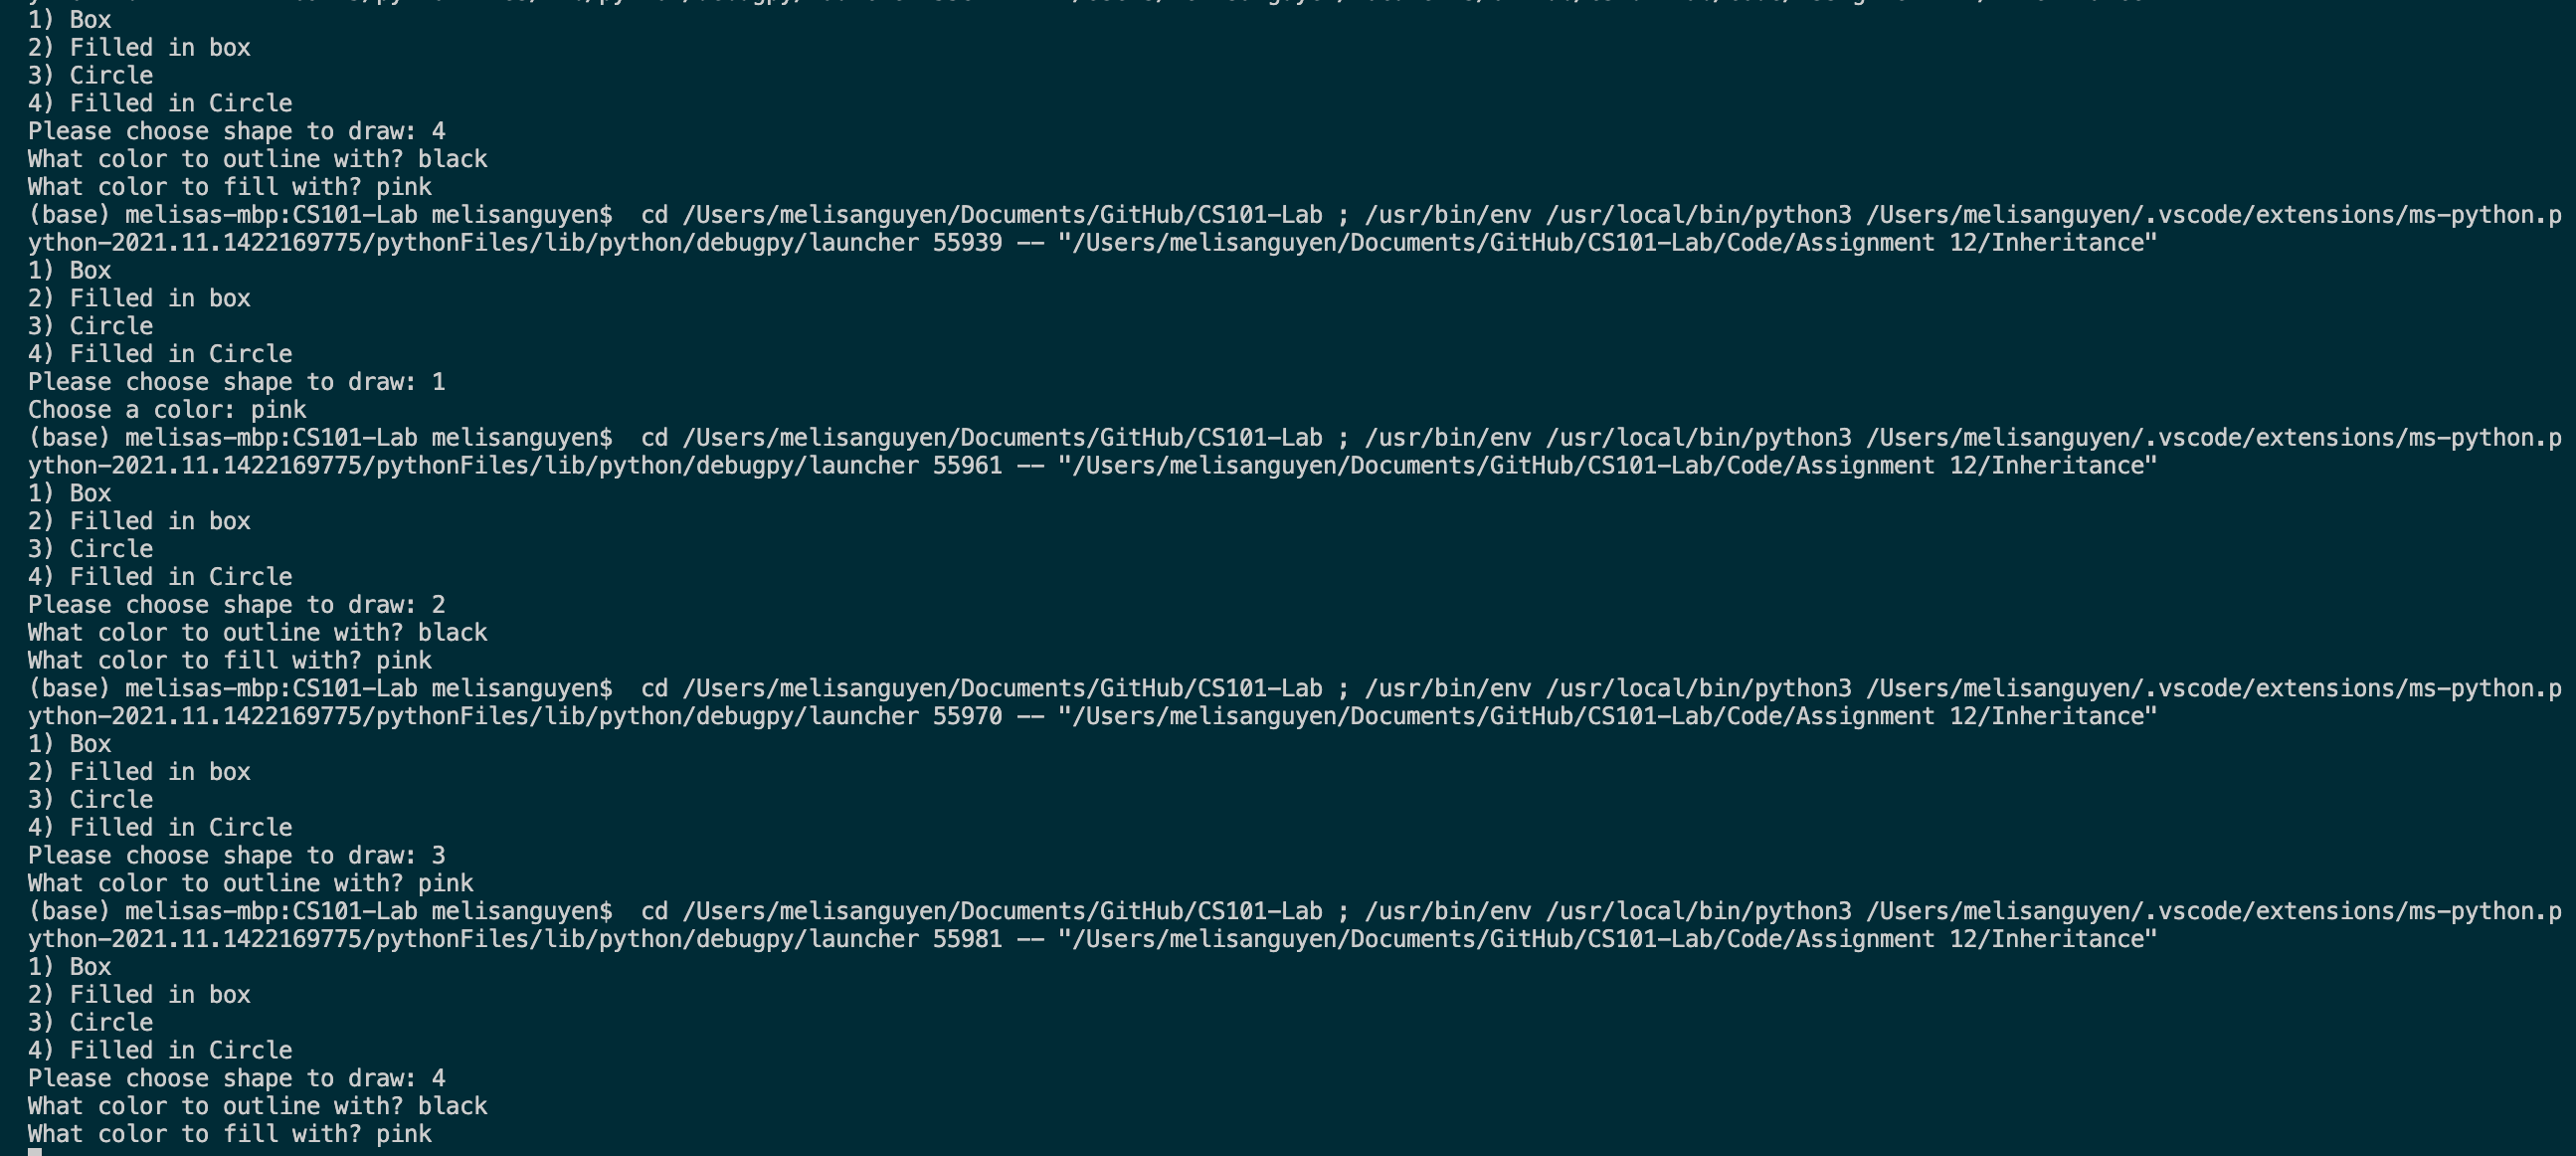 1) Box
2) Filled in box
3) Circle
4) Filled in Circle
Please choose shape to draw: 4
What color to outline with? black
What color to fill with? pink
(base) melisas-mbp:CS101-Lab melisanguyen$  cd /Users/melisanguyen/Documents/GitHub/CS101-Lab ; /usr/bin/env /usr/local/bin/python3 /Users/melisanguyen/.vscode/extensions/ms-python.p
ython-2021.11.1422169775/pythonFiles/lib/python/debugpy/launcher 55939 -- "/Users/melisanguyen/Documents/GitHub/CS101-Lab/Code/Assignment 12/Inheritance"
1) Box
2) Filled in box
3) Circle
4) Filled in Circle
Please choose shape to draw: 1
Choose a color: pink
(base) melisas-mbp:CS101-Lab melisanguyen$  cd /Users/melisanguyen/Documents/GitHub/CS101-Lab ; /usr/bin/env /usr/local/bin/python3 /Users/melisanguyen/.vscode/extensions/ms-python.p
ython-2021.11.1422169775/pythonFiles/lib/python/debugpy/launcher 55961 -- "/Users/melisanguyen/Documents/GitHub/CS101-Lab/Code/Assignment 12/Inheritance"
1) Box
2) Filled in box
3) Circle
4) Filled in Circle
Please choose shape to draw: 2
What color to outline with? black
What color to fill with? pink
(base) melisas-mbp:CS101-Lab melisanguyen$  cd /Users/melisanguyen/Documents/GitHub/CS101-Lab ; /usr/bin/env /usr/local/bin/python3 /Users/melisanguyen/.vscode/extensions/ms-python.p
ython-2021.11.1422169775/pythonFiles/lib/python/debugpy/launcher 55970 -- "/Users/melisanguyen/Documents/GitHub/CS101-Lab/Code/Assignment 12/Inheritance"
1) Box
2) Filled in box
3) Circle
4) Filled in Circle
Please choose shape to draw: 3
What color to outline with? pink
(base) melisas-mbp:CS101-Lab melisanguyen$  cd /Users/melisanguyen/Documents/GitHub/CS101-Lab ; /usr/bin/env /usr/local/bin/python3 /Users/melisanguyen/.vscode/extensions/ms-python.p
ython-2021.11.1422169775/pythonFiles/lib/python/debugpy/launcher 55981 -- "/Users/melisanguyen/Documents/GitHub/CS101-Lab/Code/Assignment 12/Inheritance"
1) Box
2) Filled in box
3) Circle
4) Filled in Circle
Please choose shape to draw: 4
What color to outline with? black
What color to fill with? pink